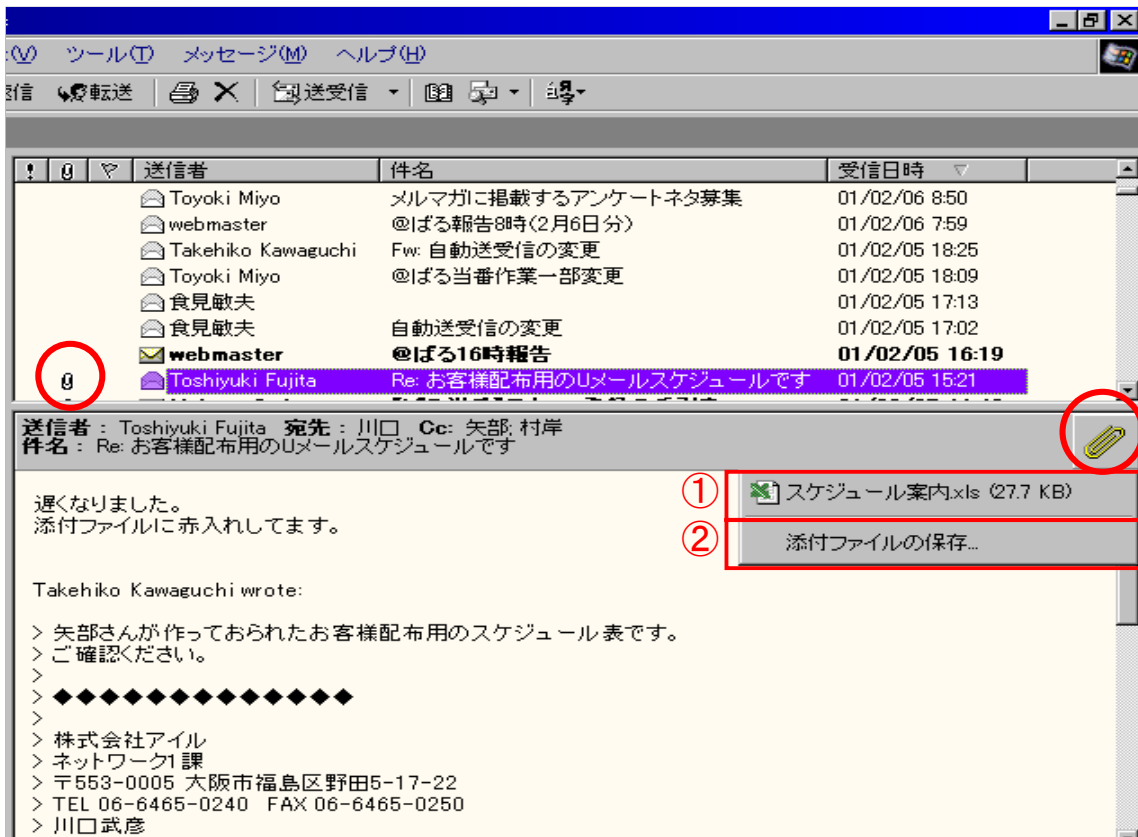 :(V) ツール(T) メッセージ(M) ヘルプ(H)
信 転送 送受信
! 送信者 件名 受信日時
Toyoki Miyo メルマガに掲載するアンケートネタ募集 01/02/06 8:50
webmaster @ぱる報告8時(2月6日分) 01/02/06 7:59
Takehiko Kawaguchi Fw: 自動送受信の変更 01/02/05 18:25
Toyoki Miyo @ぱる当番作業一部変更 01/02/05 18:09
食見敏夫 01/02/05 17:13
食見敏夫 自動送受信の変更 01/02/05 17:02
webmaster @ぱる16時報告 01/02/05 16:19
Toshiyuki Fujita Re: お客様配布用のUメールスケジュールです 01/02/05 15:21
送信者 : Toshiyuki Fujita 宛先 : 川口 Cc: 矢部; 村岸
件名 : Re: お客様配布用のUメールスケジュールです
① スケジュール案内.xls (27.7 KB)
② 添付ファイルの保存...
遅くなりました。
添付ファイルに赤入れしてます。
Takehiko Kawaguchi wrote:
> 矢部さんが作っておられたお客様配布用のスケジュール表です。
> ご確認ください。
>
> ◆◆◆◆◆◆◆◆◆◆◆◆◆
>
> 株式会社アイル
> ネットワーク1課
> 〒553-0005 大阪市福島区野田5-17-22
> TEL 06-6465-0240 FAX 06-6465-0250
> 川口武彦